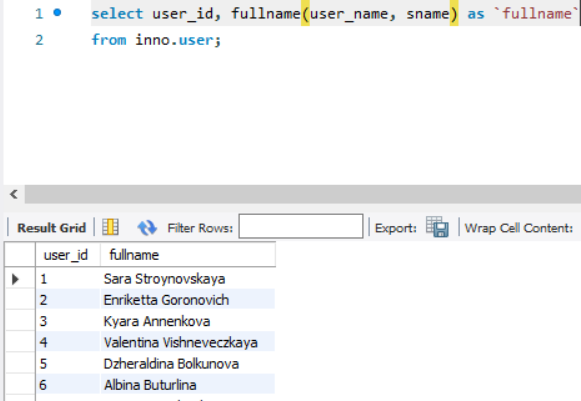 1 select user_id, fullname(user_name, sname) as `fullname`
2 from inno.user;
Result Grid Filter Rows: Export: Wrap Cell Content:
user_id fullname
1 Sara Stroynovskaya
2 Enriketta Goronovich
3 Kyara Annenkova
4 Valentina Vishneveczkaya
5 Dzheraldina Bolkunova
6 Albina Buturlina